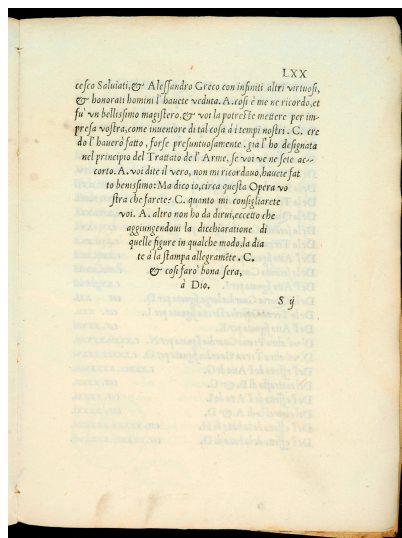 LXX
cesco Saluiati,& Alessandro Greco con infiniti altri virtuosi,
& honorati homini l'hauete veduta. A. cosi è me ne ricordo, et
fù vn bellissimo magistero,& voi la potreste mettere per im-
presa vostra, come inuentore di tal cosa à i tempi nostri. C. cre
do l'hauerò fatto, forse presuntuosamente, già l'ho designata
nel principio del Trattato de l'Arme, se voi ve ne sete ac-
corto. A. voi dite il vero, non mi ricordauo, hauete fat
to benissimo: Ma dico io, circa questa Opera vo
stra che farete? C. quanto mi consigliarete
voi. A. altro non ho da dirui, eccetto che
aggiungendoui la dicchiaratione di
quelle figure in qualche modo, la dia
te à la stampa allegramēte. C.
& cosi farò bona sera,
à Dio.
S ij